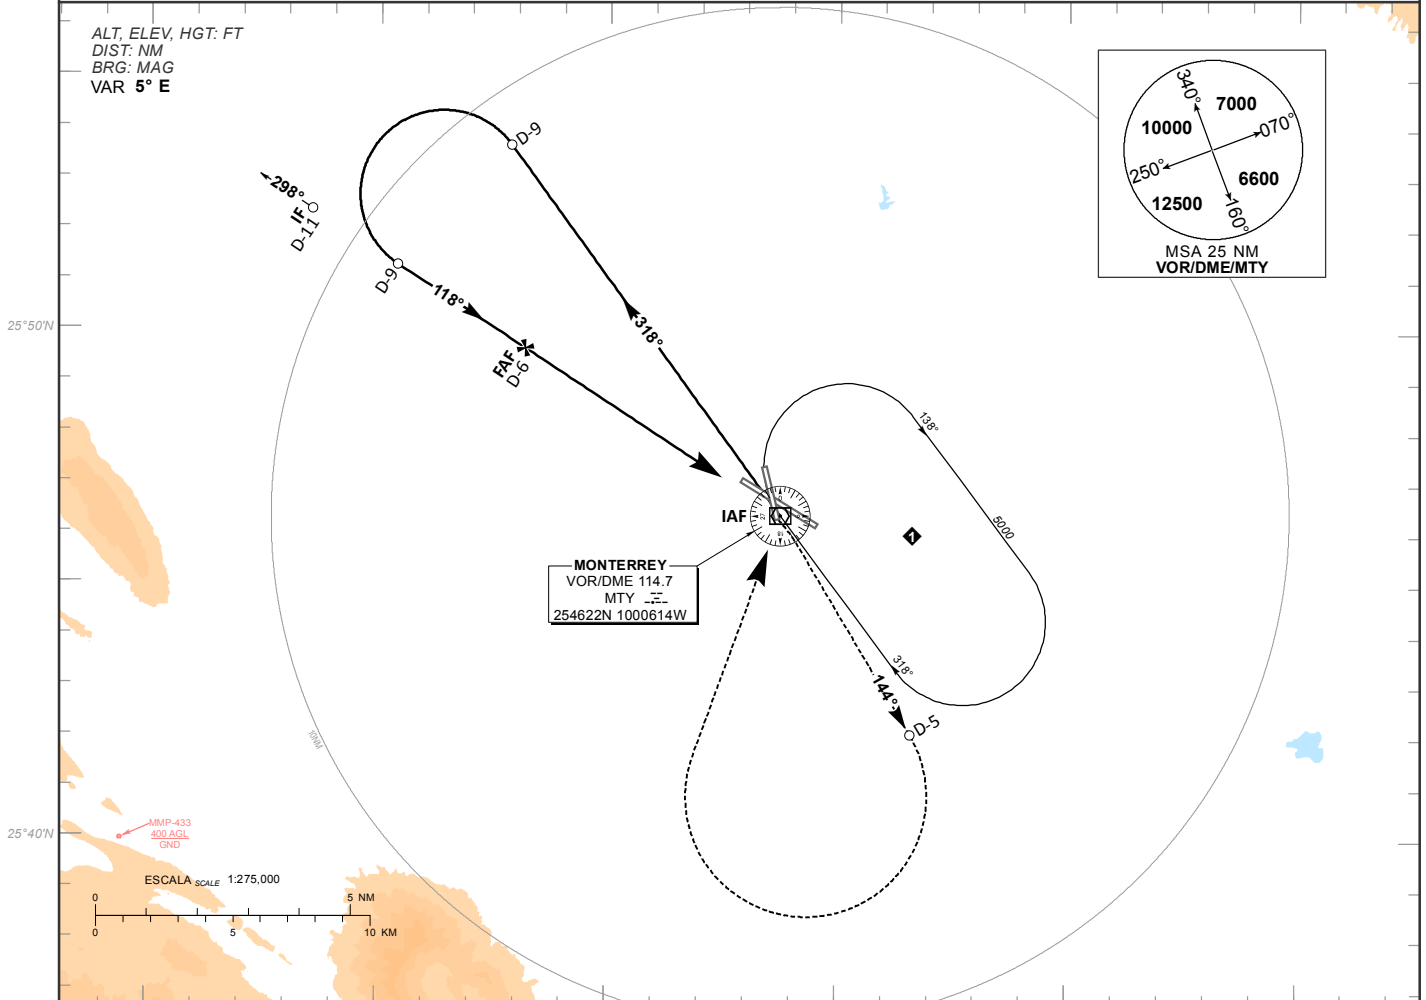 ALT, ELEV, HGT: FT
DIST: NM
BRG: MAG
VAR 5° E
340°
7000
10000
070°
250°
6600
12500
160°
MSA 25 NM
VOR/DME/MTY
D-9
298°
IF
D-11
D-9
118°
318°
FAF
D-6
25°50'N
138°
5000
1
IAF
MONTERREY
VOR/DME 114.7
MTY
254622N 1000614W
318°
144°
D-5
10NM
25°40'N
MMP-433
400 AGL
GND
ESCALA SCALE 1:275,000
0 5 NM
0 5 10 KM